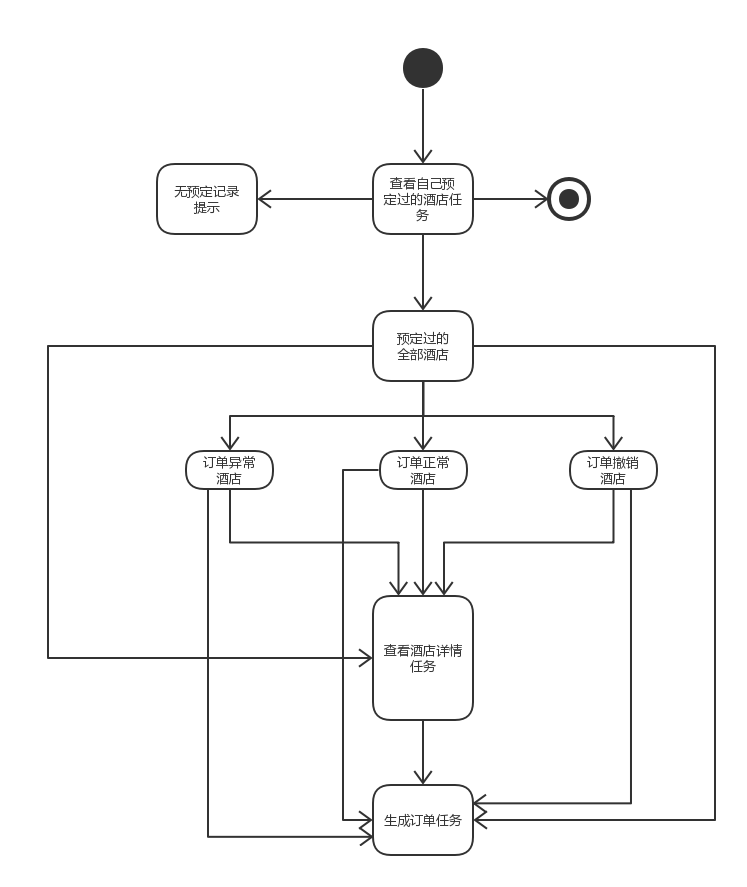 查看自己预
定过的酒店任
务
无预定记录
提示
预定过的
全部酒店
订单异常
酒店
订单正常
酒店
订单撤销
酒店
查看酒店详情
任务
生成订单任务